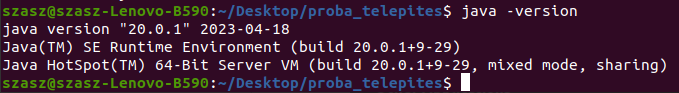 szasz@szasz-Lenovo-B590:~/Desktop/proba_telepites$ java -version
java version "20.0.1" 2023-04-18
Java(TM) SE Runtime Environment (build 20.0.1+9-29)
Java HotSpot(TM) 64-Bit Server VM (build 20.0.1+9-29, mixed mode, sharing)
szasz@szasz-Lenovo-B590:~/Desktop/proba_telepites$